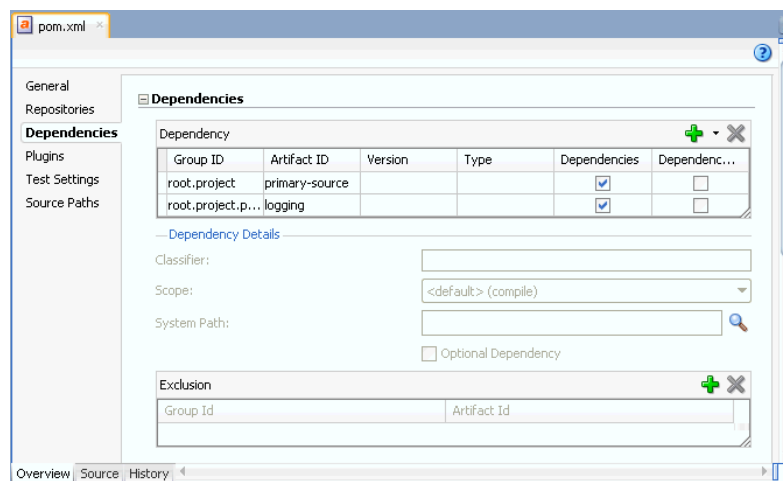 pom.xml
General
Repositories
Dependencies
Plugins
Test Settings
Source Paths
Dependencies
Dependency
Group ID Artifact ID Version Type Dependencies Dependenc...
root.project primary-source
root.project.p... logging
Dependency Details
Classifier:
Scope: <default> (compile)
System Path:
Optional Dependency
Exclusion
Group Id Artifact Id
Overview Source History